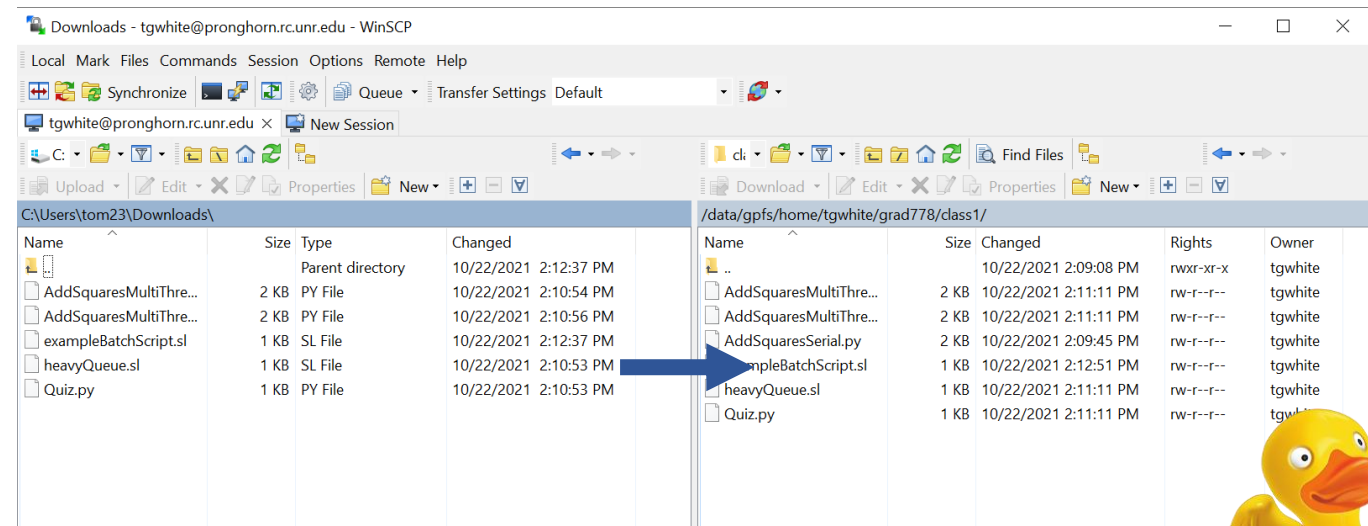 Downloads - tgwhite@pronghorn.rc.unr.edu - WinSCP
Local Mark Files Commands Session Options Remote Help
Synchronize Queue Transfer Settings Default
tgwhite@pronghorn.rc.unr.edu × New Session
C: Find Files
Upload Edit Properties New Download Edit Properties New
C:\Users\tom23\Downloads\ /data/gpfs/home/tgwhite/grad778/class1/
Name Size Type Changed Name Size Changed Rights Owner
.. Parent directory 10/22/2021 2:12:37 PM .. 10/22/2021 2:09:08 PM rwxr-xr-x tgwhite
AddSquaresMultiThre... 2 KB PY File 10/22/2021 2:10:54 PM AddSquaresMultiThre... 2 KB 10/22/2021 2:11:11 PM rw-r--r-- tgwhite
AddSquaresMultiThre... 2 KB PY File 10/22/2021 2:10:56 PM AddSquaresMultiThre... 2 KB 10/22/2021 2:11:11 PM rw-r--r-- tgwhite
exampleBatchScript.sl 1 KB SL File 10/22/2021 2:12:37 PM AddSquaresSerial.py 2 KB 10/22/2021 2:09:45 PM rw-r--r-- tgwhite
heavyQueue.sl 1 KB SL File 10/22/2021 2:10:53 PM mpleBatchScript.sl 1 KB 10/22/2021 2:12:51 PM rw-r--r-- tgwhite
Quiz.py 1 KB PY File 10/22/2021 2:10:53 PM heavyQueue.sl 1 KB 10/22/2021 2:11:11 PM rw-r--r-- tgwhite
Quiz.py 1 KB 10/22/2021 2:11:11 PM rw-r--r--